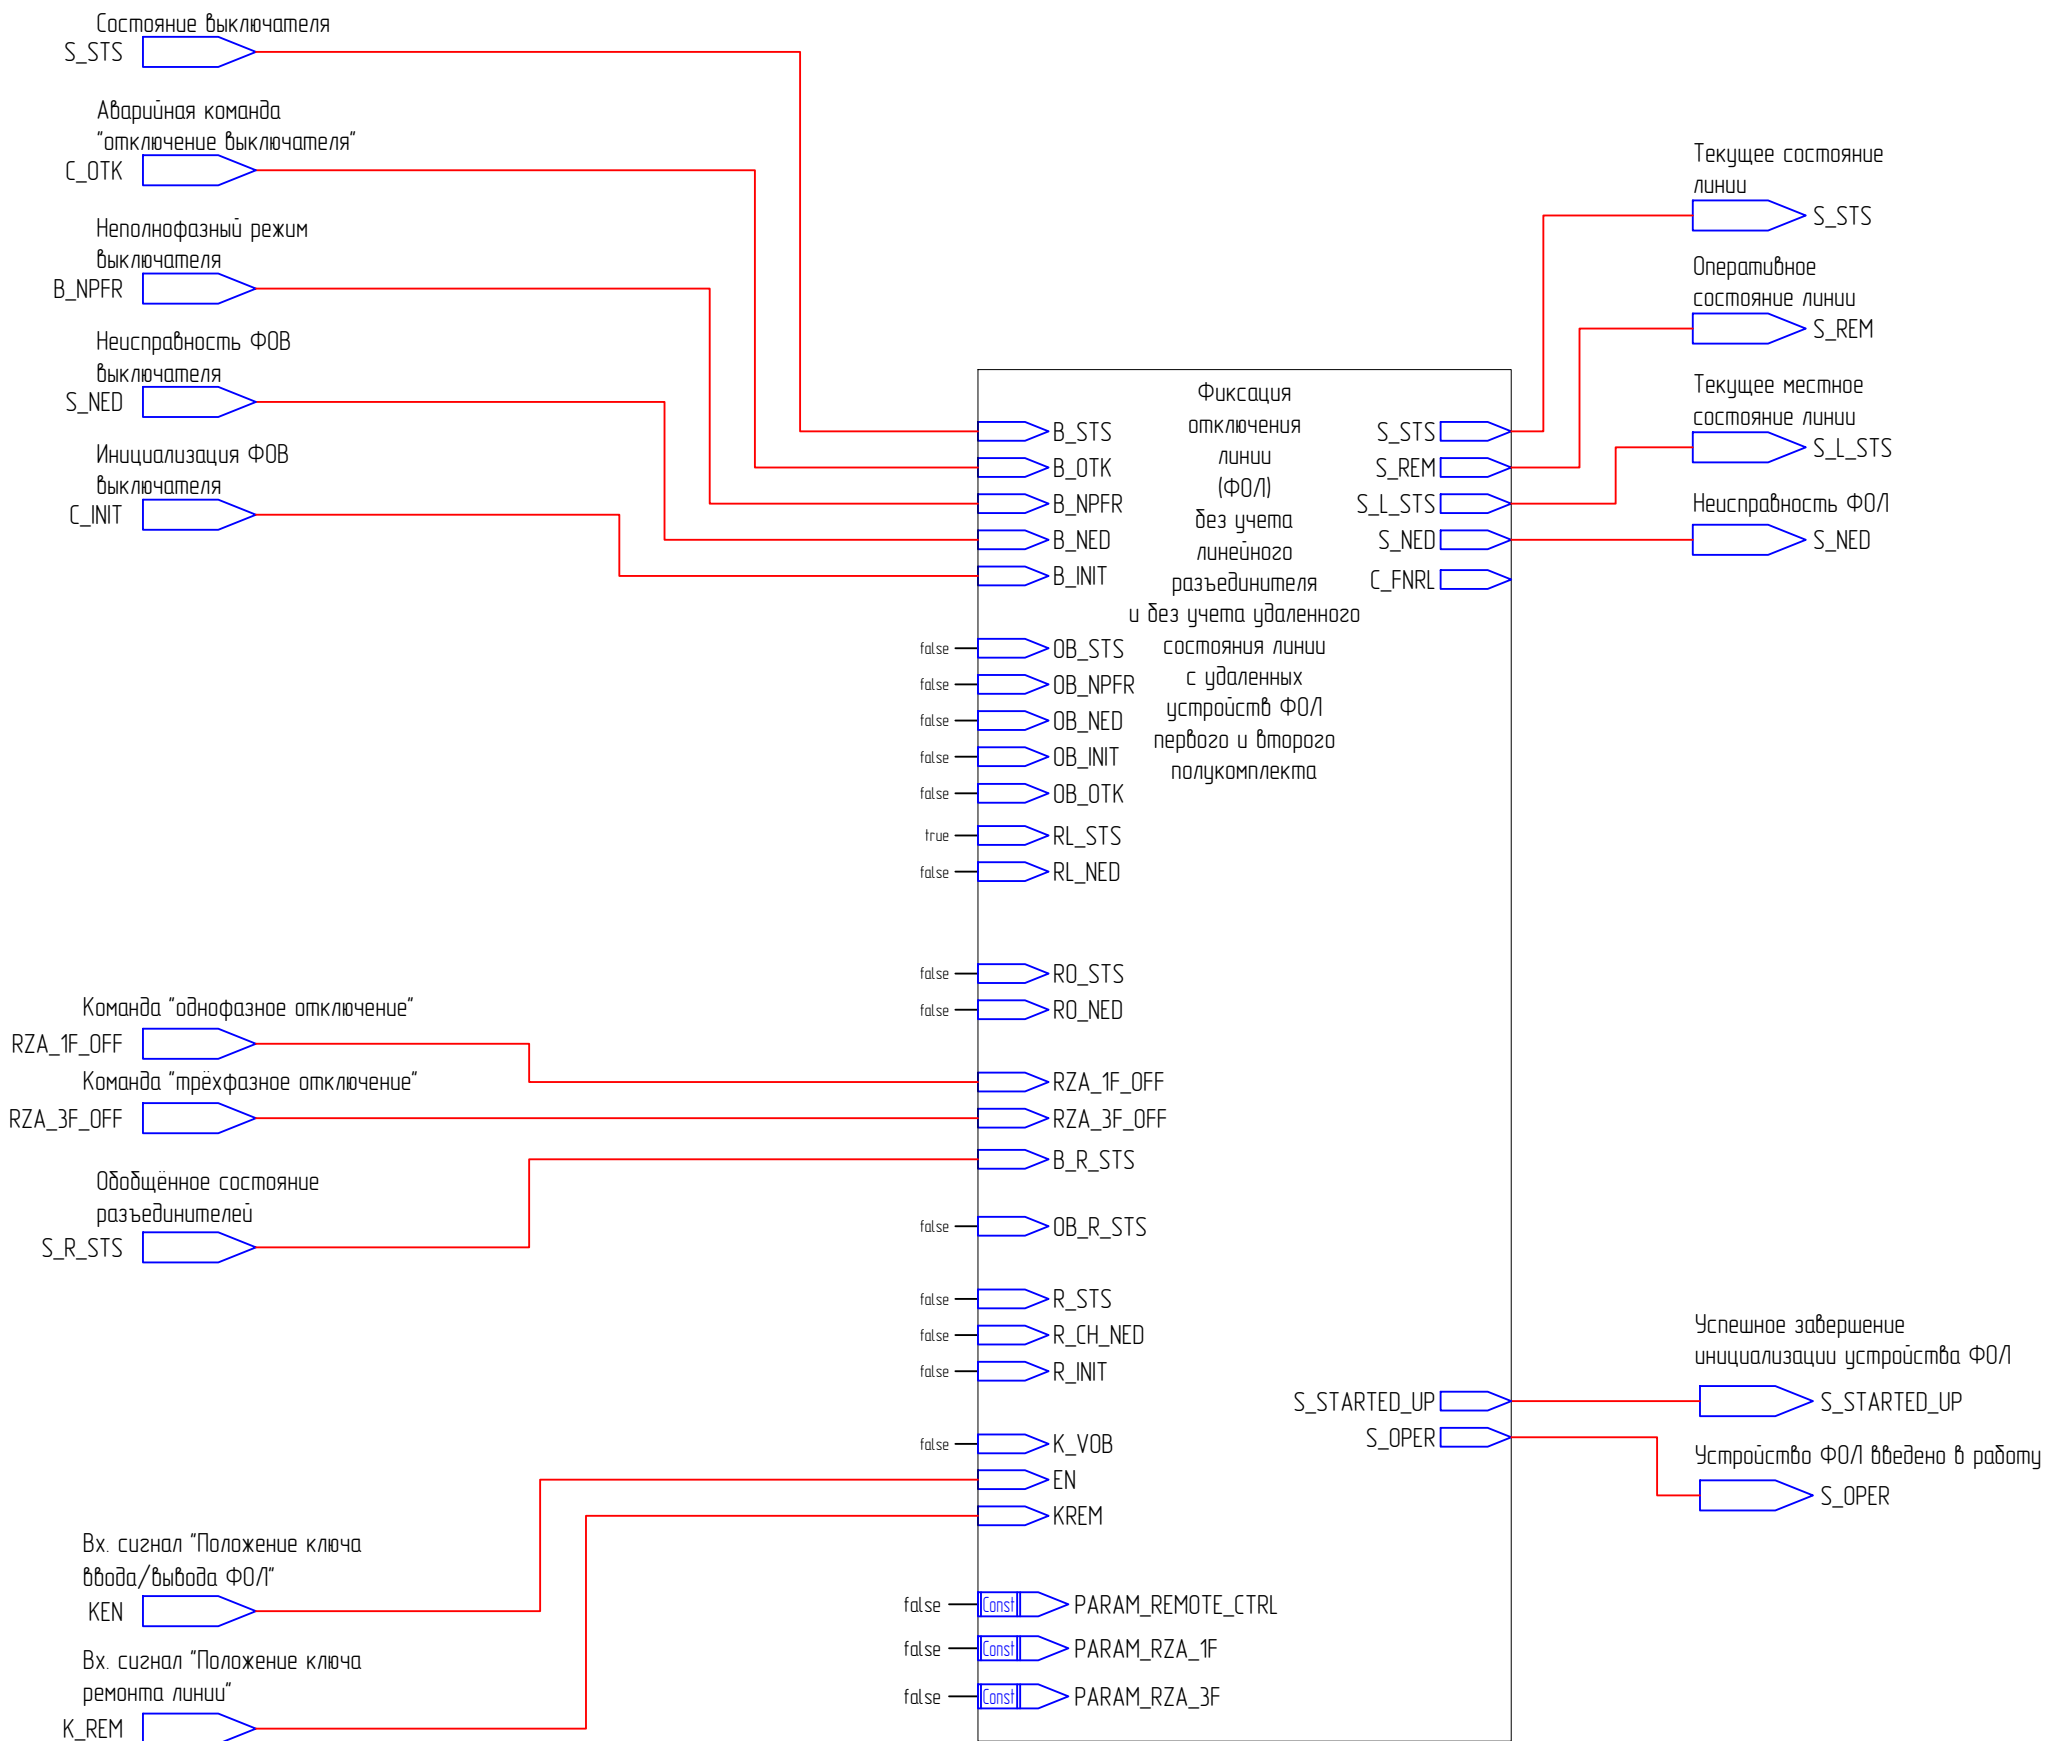 Состояние выключателя
S_STS
Аварийная команда
"отключение выключателя"
C_OTK
Неполнофазный режим
выключателя
B_NPFR
Неисправность ФОВ
выключателя
S_NED
Инициализация ФОВ
выключателя
C_INIT
Команда "однофазное отключение"
RZA_1F_OFF
Команда "трёхфазное отключение"
RZA_3F_OFF
Обобщённое состояние
разъединителей
S_R_STS
Вх. сигнал "Положение ключа
ввода/вывода ФОЛ"
KEN
Вх. сигнал "Положение ключа
ремонта линии"
K_REM
Фиксация
отключения
линии
(ФОЛ)
без учета
линейного
разъединителя
и без учета удаленного
состояния линии
с удаленных
устройств ФОЛ
первого и второго
полукомплекта
B_STS
B_OTK
B_NPFR
B_NED
B_INIT
false OB_STS
false OB_NPFR
false OB_NED
false OB_INIT
false OB_OTK
true RL_STS
false RL_NED
false RO_STS
false RO_NED
RZA_1F_OFF
RZA_3F_OFF
B_R_STS
false OB_R_STS
false R_STS
false R_CH_NED
false R_INIT
false K_VOB
EN
KREM
false Const PARAM_REMOTE_CTRL
false Const PARAM_RZA_1F
false Const PARAM_RZA_3F
S_STS
S_REM
S_L_STS
S_NED
C_FNRL
S_STARTED_UP
S_OPER
Текущее состояние
линии
S_STS
Оперативное
состояние линии
S_REM
Текущее местное
состояние линии
S_L_STS
Неисправность ФОЛ
S_NED
Успешное завершение
инициализации устройства ФОЛ
S_STARTED_UP
Устройство ФОЛ введено в работу
S_OPER